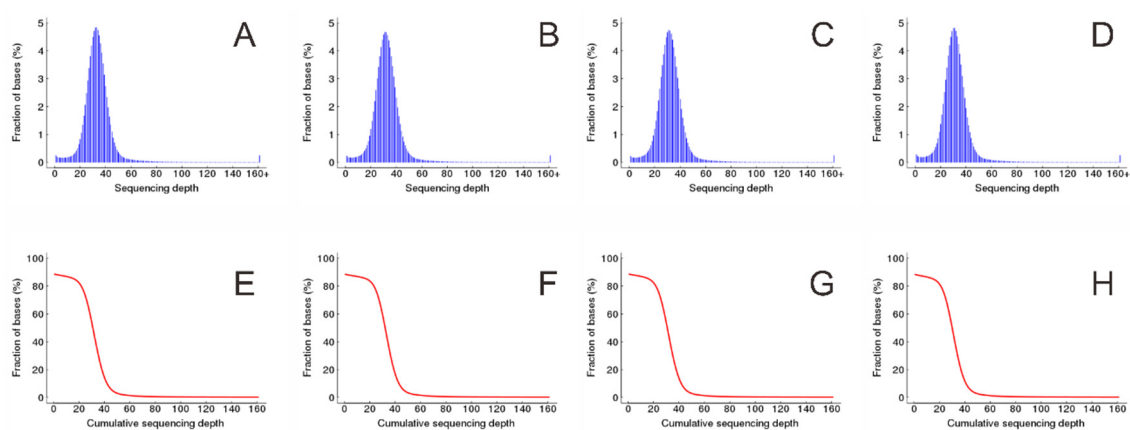 A
Fraction of bases (%)
5
4
3
2
1
0
0 20 40 60 80 100 120 140 160+
Sequencing depth
B
Fraction of bases (%)
5
4
3
2
1
0
0 20 40 60 80 100 120 140 160+
Sequencing depth
C
Fraction of bases (%)
5
4
3
2
1
0
0 20 40 60 80 100 120 140 160+
Sequencing depth
D
Fraction of bases (%)
5
4
3
2
1
0
0 20 40 60 80 100 120 140 160+
Sequencing depth
E
Fraction of bases (%)
100
80
60
40
20
0
0 20 40 60 80 100 120 140 160
Cumulative sequencing depth
F
Fraction of bases (%)
100
80
60
40
20
0
0 20 40 60 80 100 120 140 160
Cumulative sequencing depth
G
Fraction of bases (%)
100
80
60
40
20
0
0 20 40 60 80 100 120 140 160
Cumulative sequencing depth
H
Fraction of bases (%)
100
80
60
40
20
0
0 20 40 60 80 100 120 140 160
Cumulative sequencing depth